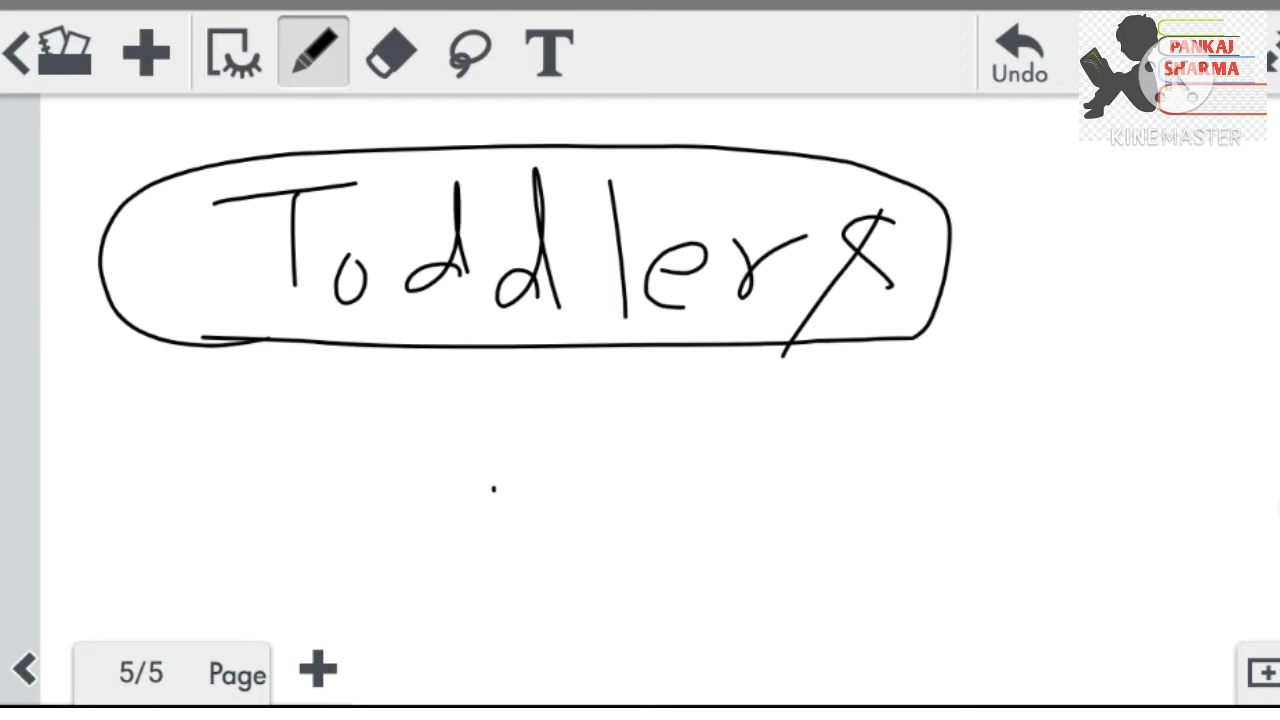 Undo
PANKAJ
SHARMA
KINEMASTER
T
Toddlers
5/5 Page